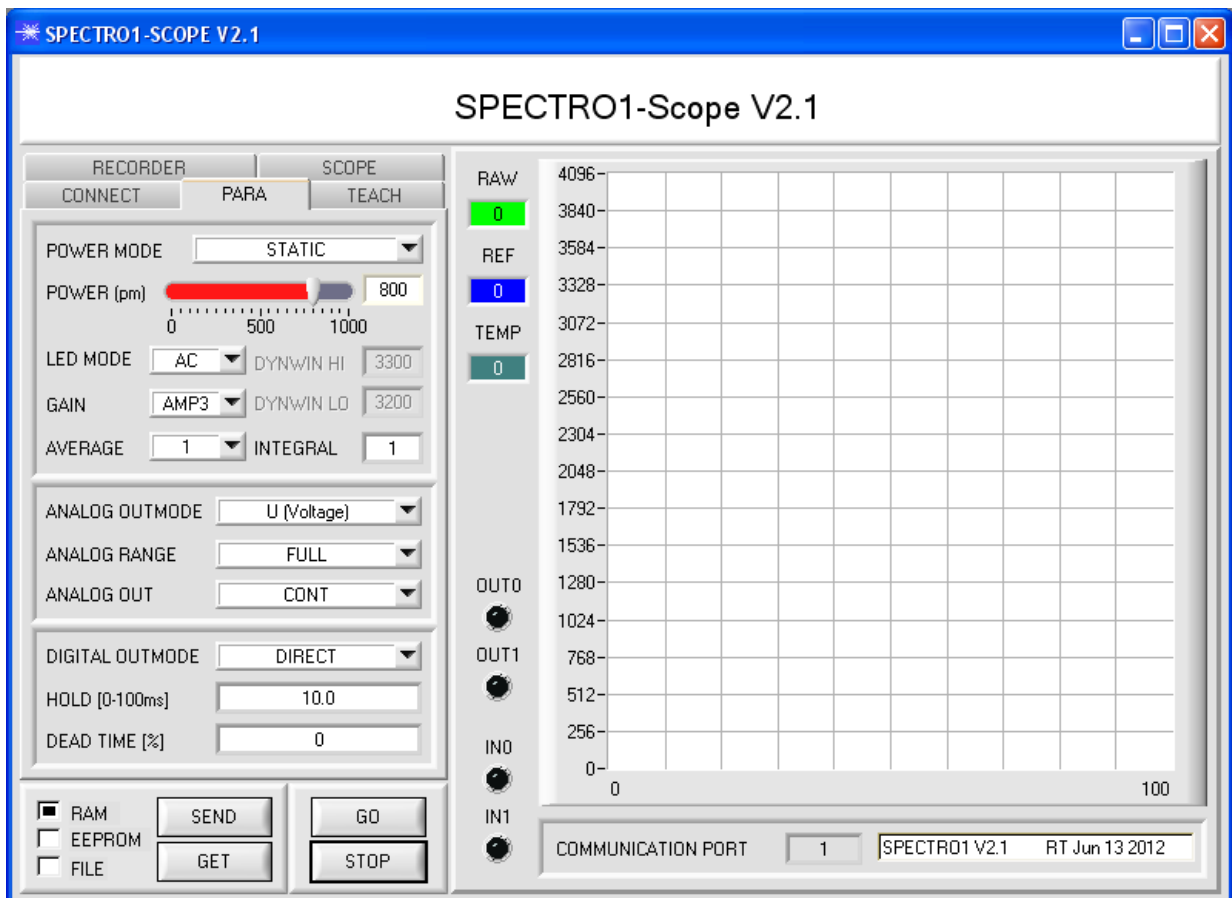 SPECTRO1-SCOPE V2.1
SPECTRO1-Scope V2.1
RECORDER SCOPE
CONNECT PARA TEACH
POWER MODE STATIC
POWER (pm) 800
0 500 1000
LED MODE AC DYNWIN HI 3300
GAIN AMP3 DYNWIN LO 3200
AVERAGE 1 INTEGRAL 1
ANALOG OUTMODE U (Voltage)
ANALOG RANGE FULL
ANALOG OUT CONT
DIGITAL OUTMODE DIRECT
HOLD [0-100ms] 10.0
DEAD TIME [%] 0
RAM
EEPROM
FILE
SEND
GET
GO
STOP
RAW
0
REF
0
TEMP
0
OUT0
OUT1
IN0
IN1
4096
3840
3584
3328
3072
2816
2560
2304
2048
1792
1536
1280
1024
768
512
256
0
0 100
COMMUNICATION PORT 1 SPECTRO1 V2.1 RT Jun 13 2012